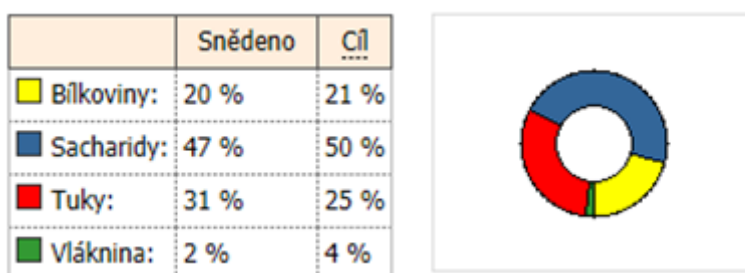 Snědeno Cíl
Bílkoviny: 20 % 21 %
Sacharidy: 47 % 50 %
Tuky: 31 % 25 %
Vláknina: 2 % 4 %